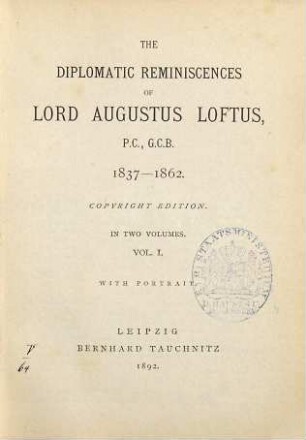 THE
DIPLOMATIC REMINISCENCES
OF
LORD AUGUSTUS LOFTUS,
P.C., G.C.B.
1837—1862.
COPYRIGHT EDITION.
IN TWO VOLUMES.
VOL. I.
WITH PORTRAIT
LEIPZIG
BERNHARD TAUCHNITZ
1892.
64